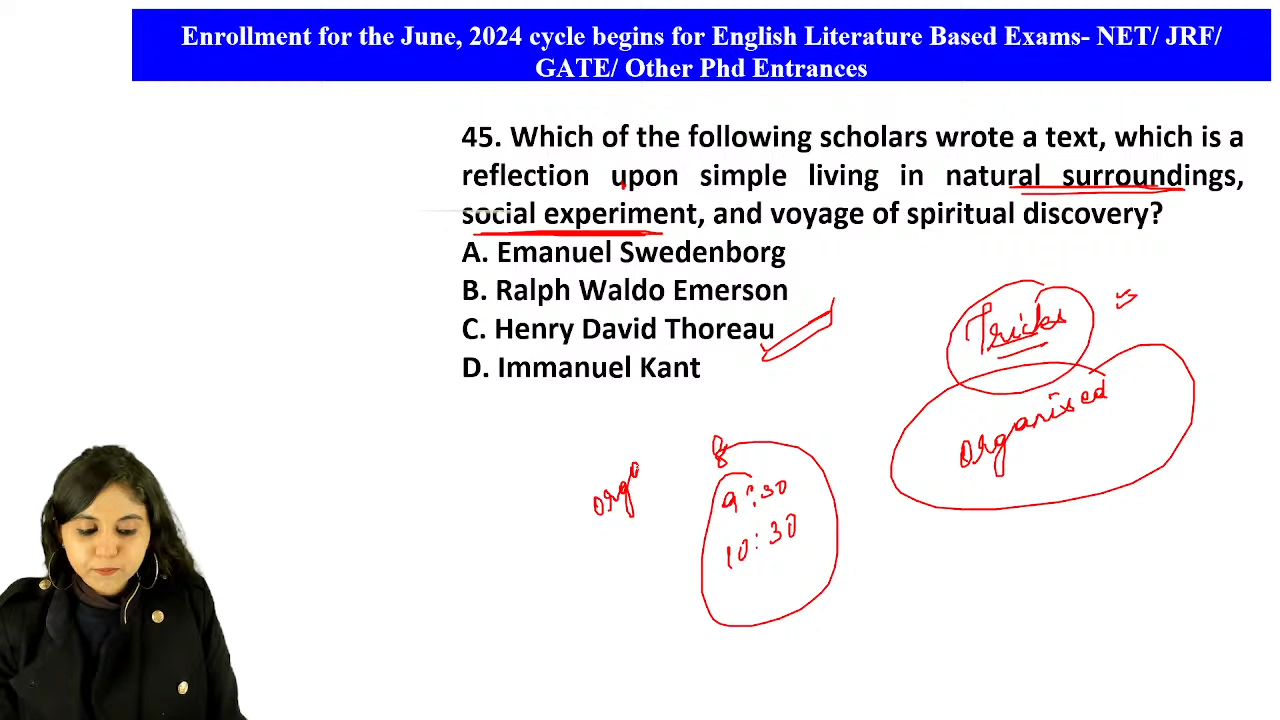 Enrollment for the June, 2024 cycle begins for English Literature Based Exams- NET/ JRF/
GATE/ Other Phd Entrances
45. Which of the following scholars wrote a text, which is a
reflection upon simple living in natural surroundings,
social experiment, and voyage of spiritual discovery?
A. Emanuel Swedenborg
B. Ralph Waldo Emerson
C. Henry David Thoreau
D. Immanuel Kant
Tricks
organised
orga
9:30
10:30